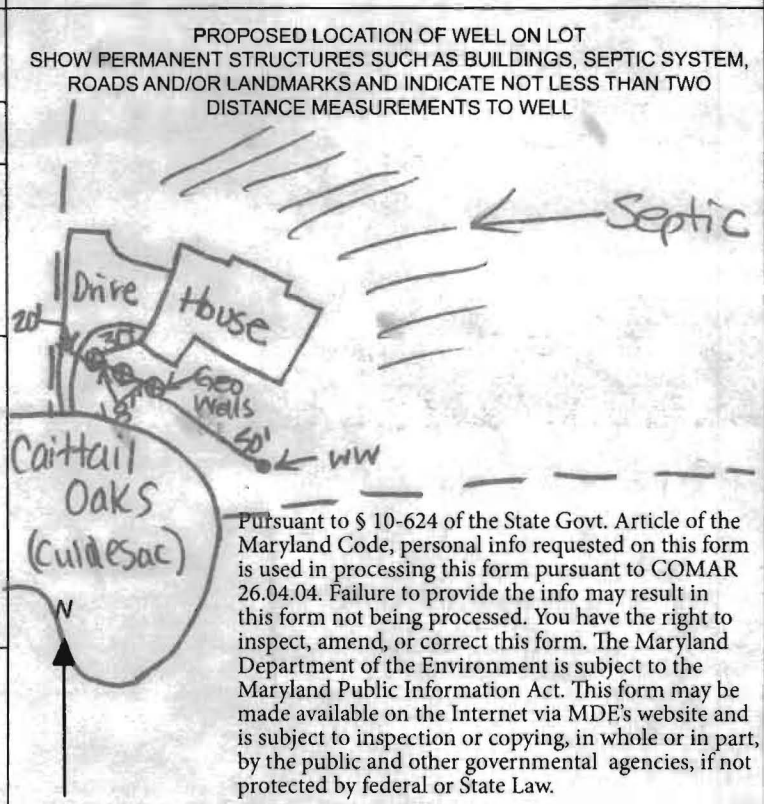 PROPOSED LOCATION OF WELL ON LOT
SHOW PERMANENT STRUCTURES SUCH AS BUILDINGS, SEPTIC SYSTEM,
ROADS AND/OR LANDMARKS AND INDICATE NOT LESS THAN TWO
DISTANCE MEASUREMENTS TO WELL
Septic
Drive
House
20'
30'
Geo
Wells
15'
50'
WW
Cattail
Oaks
(Culdesac)
N
Pursuant to § 10-624 of the State Govt. Article of the
Maryland Code, personal info requested on this form
is used in processing this form pursuant to COMAR
26.04.04. Failure to provide the info may result in
this form not being processed. You have the right to
inspect, amend, or correct this form. The Maryland
Department of the Environment is subject to the
Maryland Public Information Act. This form may be
made available on the Internet via MDE's website and
is subject to inspection or copying, in whole or in part,
by the public and other governmental agencies, if not
protected by federal or State Law.